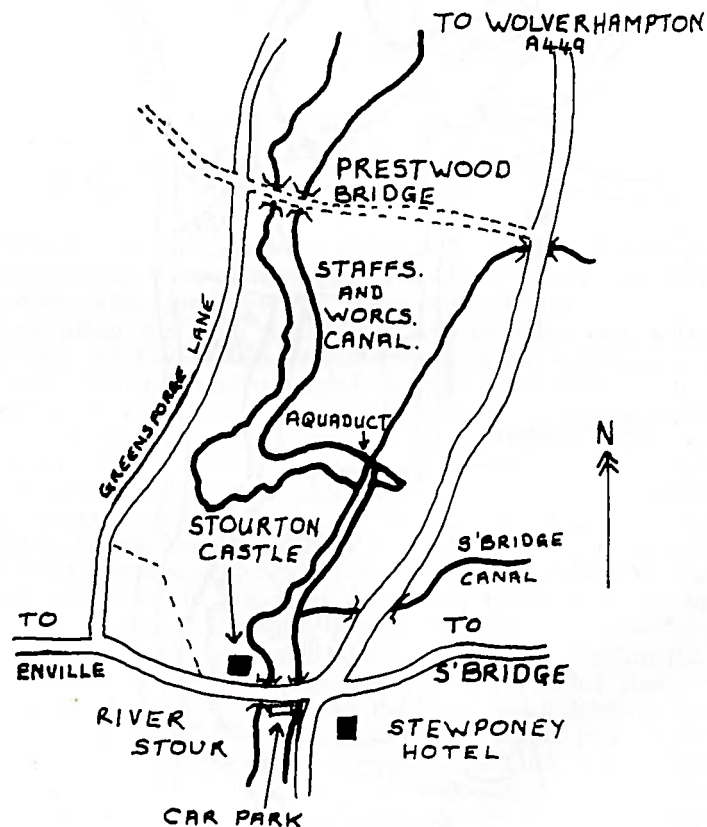 TO WOLVERHAMPTON
A449
PRESTWOOD
BRIDGE
STAFFS.
AND
WORCS.
CANAL.
GREENSFORGE LANE
AQUADUCT
N
STOURTON
CASTLE
S'BRIDGE
CANAL
TO
ENVILLE
TO
S'BRIDGE
RIVER
STOUR
STEWPONEY
HOTEL
CAR PARK